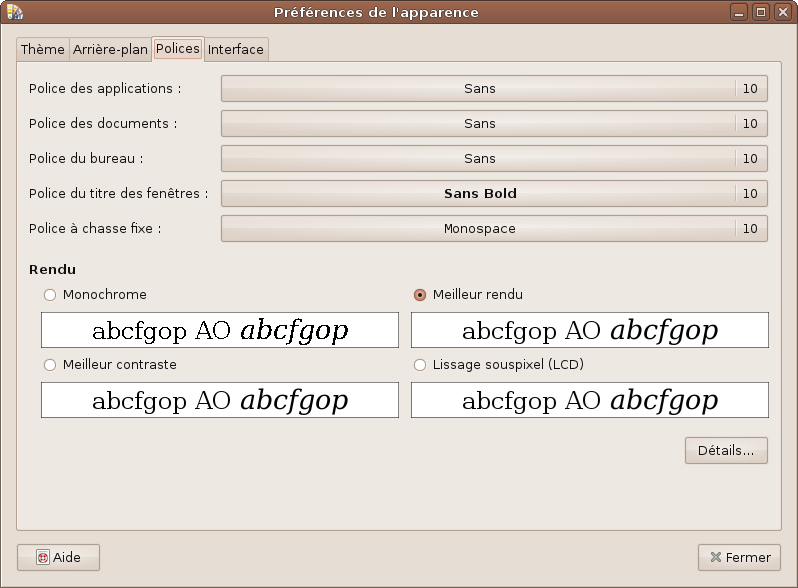 Préférences de l'apparence
Thème Arrière-plan Polices Interface
Police des applications : Sans 10
Police des documents : Sans 10
Police du bureau : Sans 10
Police du titre des fenêtres : Sans Bold 10
Police à chasse fixe : Monospace 10
Rendu
Monochrome Meilleur rendu
abcfgop AO abcfgop abcfgop AO abcfgop
Meilleur contraste Lissage souspixel (LCD)
abcfgop AO abcfgop abcfgop AO abcfgop
Détails...
Aide Fermer